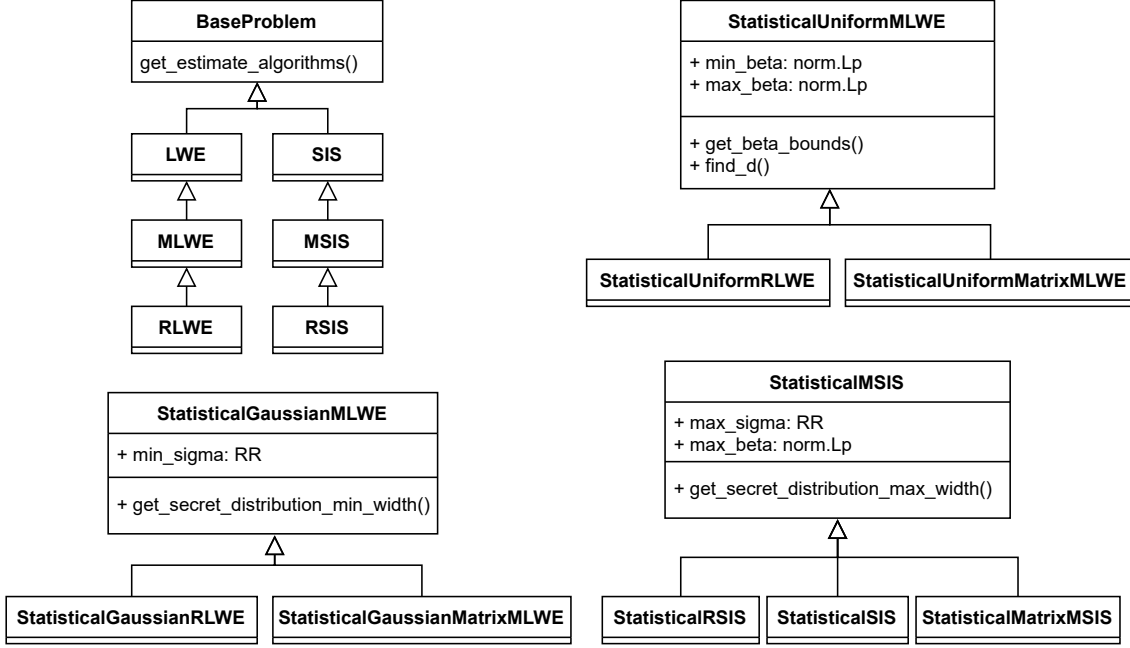 BaseProblem
get_estimate_algorithms()
LWE
SIS
MLWE
MSIS
RLWE
RSIS
StatisticalUniformMLWE
+ min_beta: norm.Lp
+ max_beta: norm.Lp
+ get_beta_bounds()
+ find_d()
StatisticalUniformRLWE
StatisticalUniformMatrixMLWE
StatisticalGaussianMLWE
+ min_sigma: RR
+ get_secret_distribution_min_width()
StatisticalGaussianRLWE
StatisticalGaussianMatrixMLWE
StatisticalMSIS
+ max_sigma: RR
+ max_beta: norm.Lp
+ get_secret_distribution_max_width()
StatisticalRSIS
StatisticalSIS
StatisticalMatrixMSIS